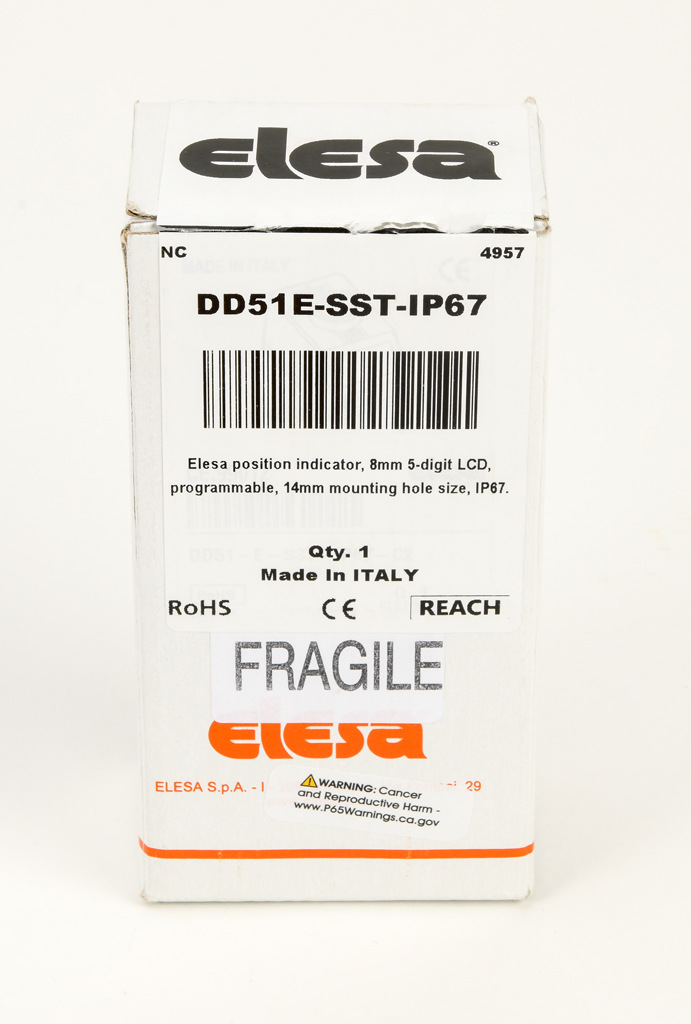 elesa®
NC 4957
DD51E-SST-IP67
Elesa position indicator, 8mm 5-digit LCD,
programmable, 14mm mounting hole size, IP67.
Qty. 1
Made In ITALY
RoHS CE REACH
FRAGILE
elesa
ELESA S.p.A. - 29
WARNING: Cancer
and Reproductive Harm -
www.P65Warnings.ca.gov